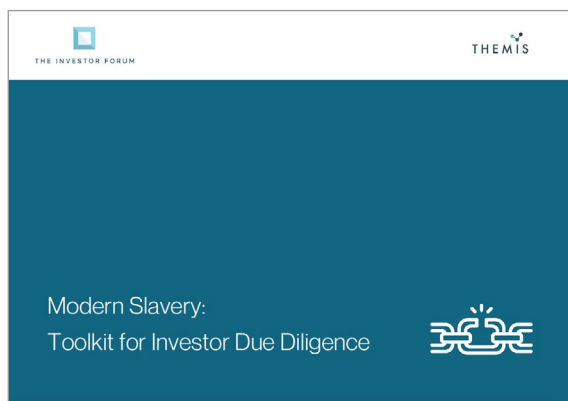 THE INVESTOR FORUM
THEMIS
Modern Slavery:
Toolkit for Investor Due Diligence